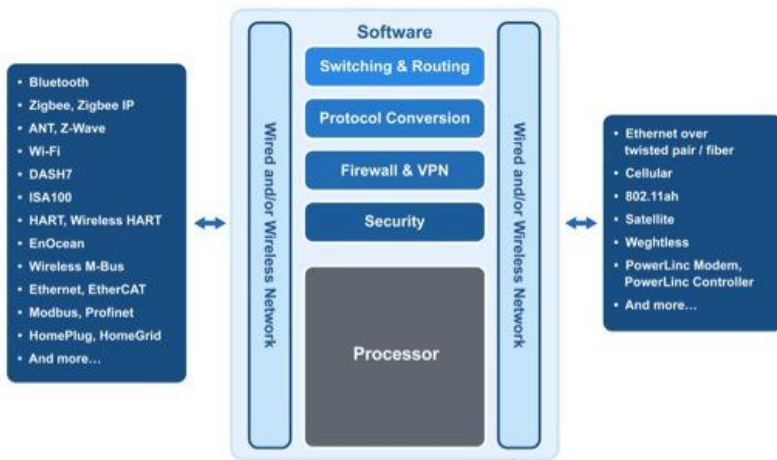 Software
Bluetooth
Zigbee, Zigbee IP
ANT, Z-Wave
Wi-Fi
DASH7
ISA100
HART, Wireless HART
EnOcean
Wireless M-Bus
Ethernet, EtherCAT
Modbus, Profinet
HomePlug, HomeGrid
And more…
Wired and/or Wireless Network
Switching & Routing
Protocol Conversion
Firewall & VPN
Security
Processor
Wired and/or Wireless Network
Ethernet over
twisted pair / fiber
Cellular
802.11ah
Satellite
Weghtless
PowerLinc Modem,
PowerLinc Controller
And more…